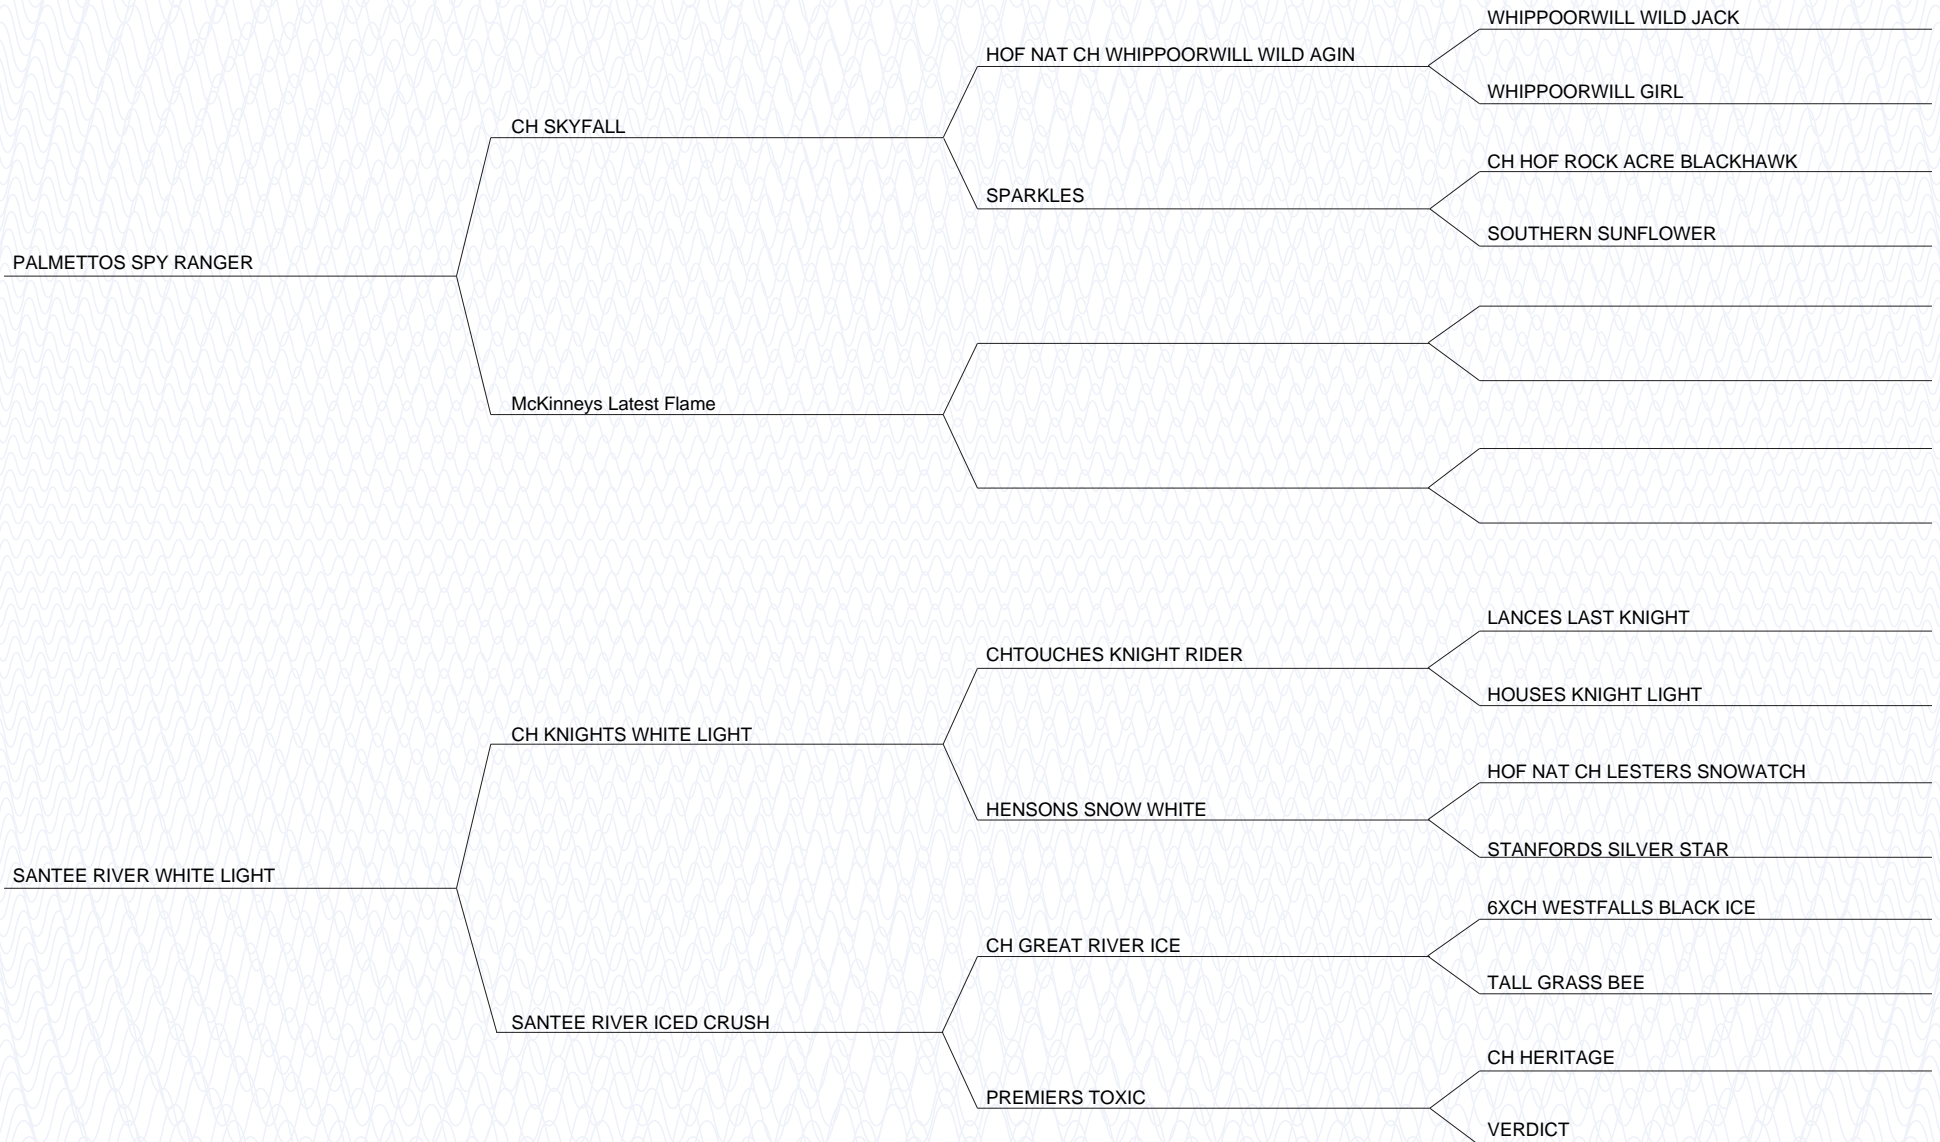 WHIPPOORWILL WILD JACK
HOF NAT CH WHIPPOORWILL WILD AGIN
WHIPPOORWILL GIRL
CH SKYFALL
CH HOF ROCK ACRE BLACKHAWK
SPARKLES
SOUTHERN SUNFLOWER
PALMETTOS SPY RANGER
McKinneys Latest Flame
LANCES LAST KNIGHT
CHTOUCHES KNIGHT RIDER
HOUSES KNIGHT LIGHT
CH KNIGHTS WHITE LIGHT
HOF NAT CH LESTERS SNOWATCH
HENSONS SNOW WHITE
STANFORDS SILVER STAR
SANTEE RIVER WHITE LIGHT
6XCH WESTFALLS BLACK ICE
CH GREAT RIVER ICE
TALL GRASS BEE
SANTEE RIVER ICED CRUSH
CH HERITAGE
PREMIERS TOXIC
VERDICT